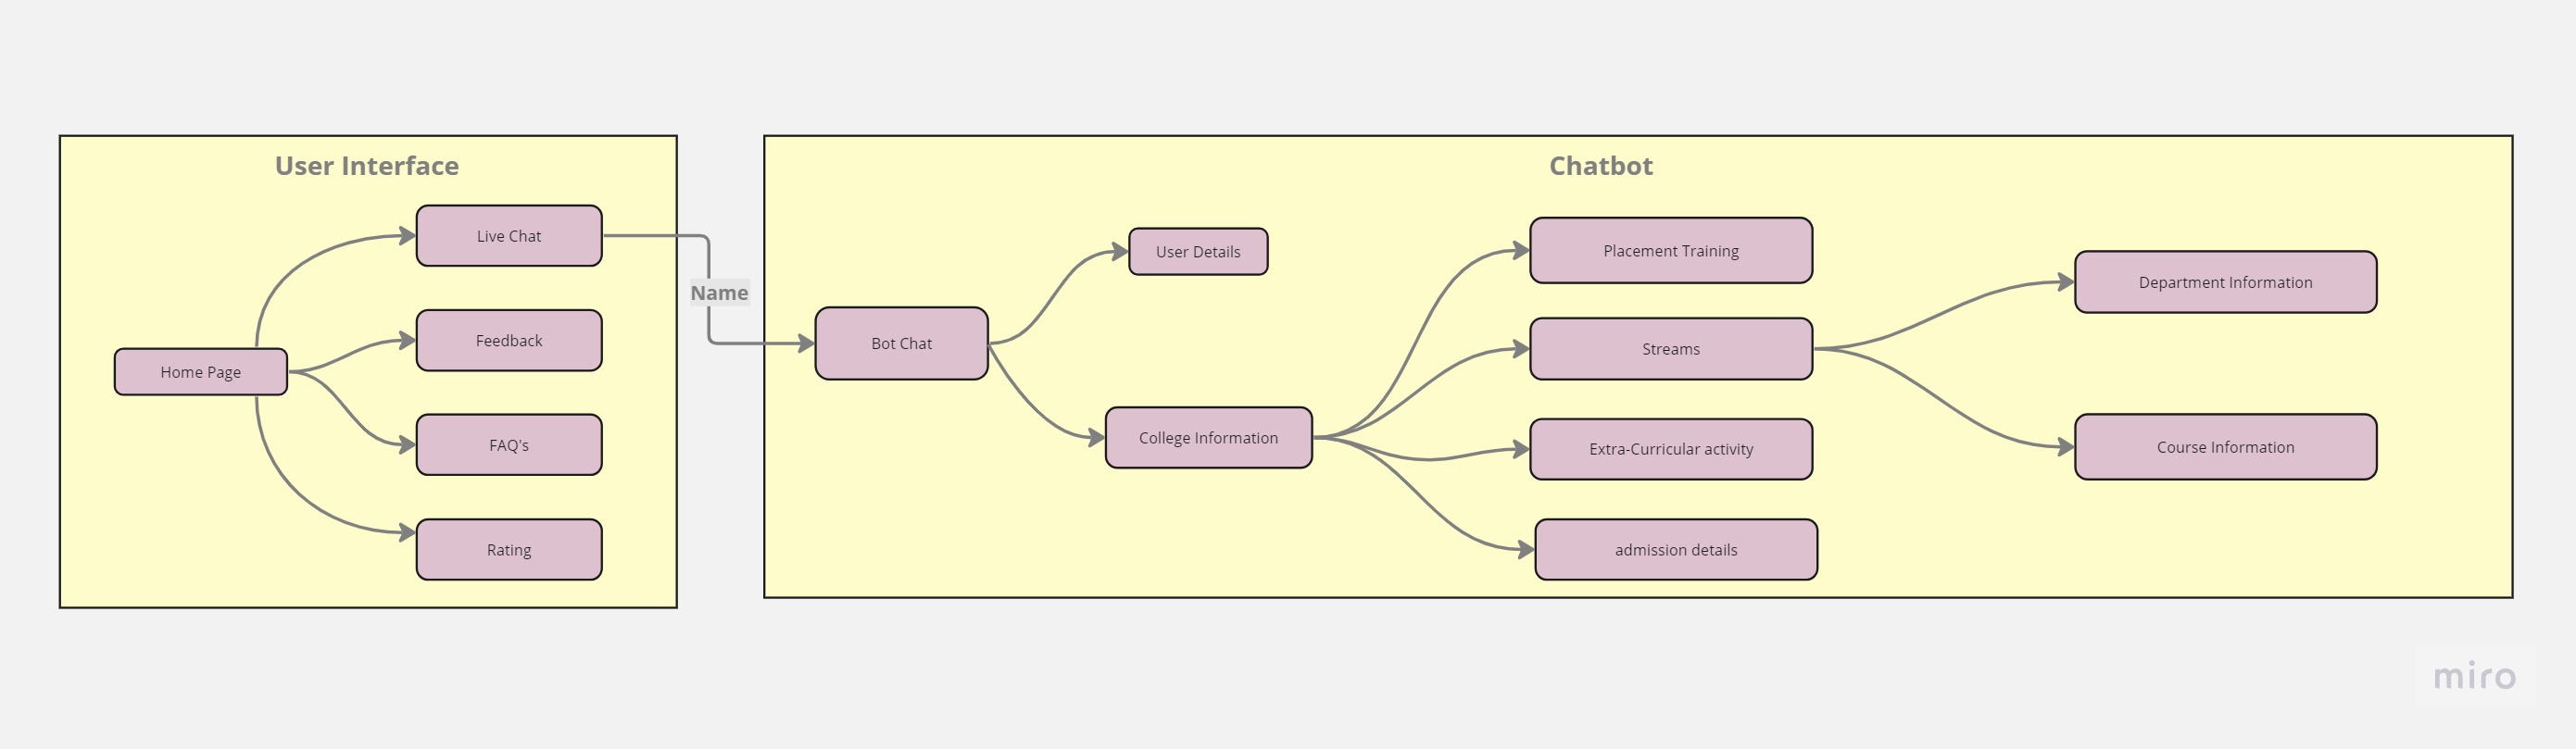 User Interface
Live Chat
Feedback
Home Page
FAQ's
Rating
Name
Chatbot
Bot Chat
User Details
College Information
Placement Training
Streams
Extra-Curricular activity
admission details
Department Information
Course Information
miro